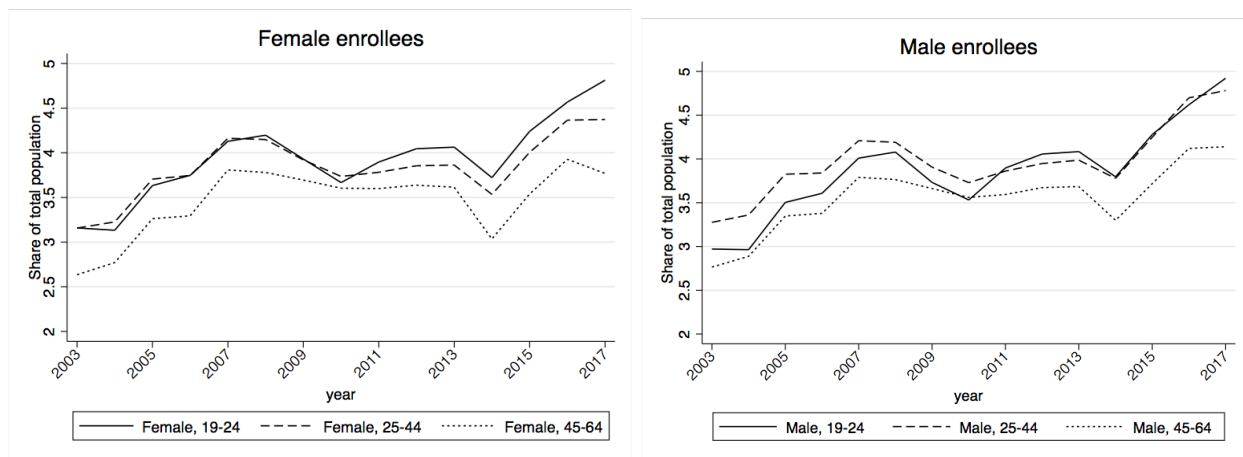 Female enrollees
Share of total population
5
4.5
4
3.5
3
2.5
2
2003
2005
2007
2009
2011
2013
2015
2017
year
Female, 19-24
Female, 25-44
Female, 45-64
Male enrollees
Share of total population
5
4.5
4
3.5
3
2.5
2
2003
2005
2007
2009
2011
2013
2015
2017
year
Male, 19-24
Male, 25-44
Male, 45-64